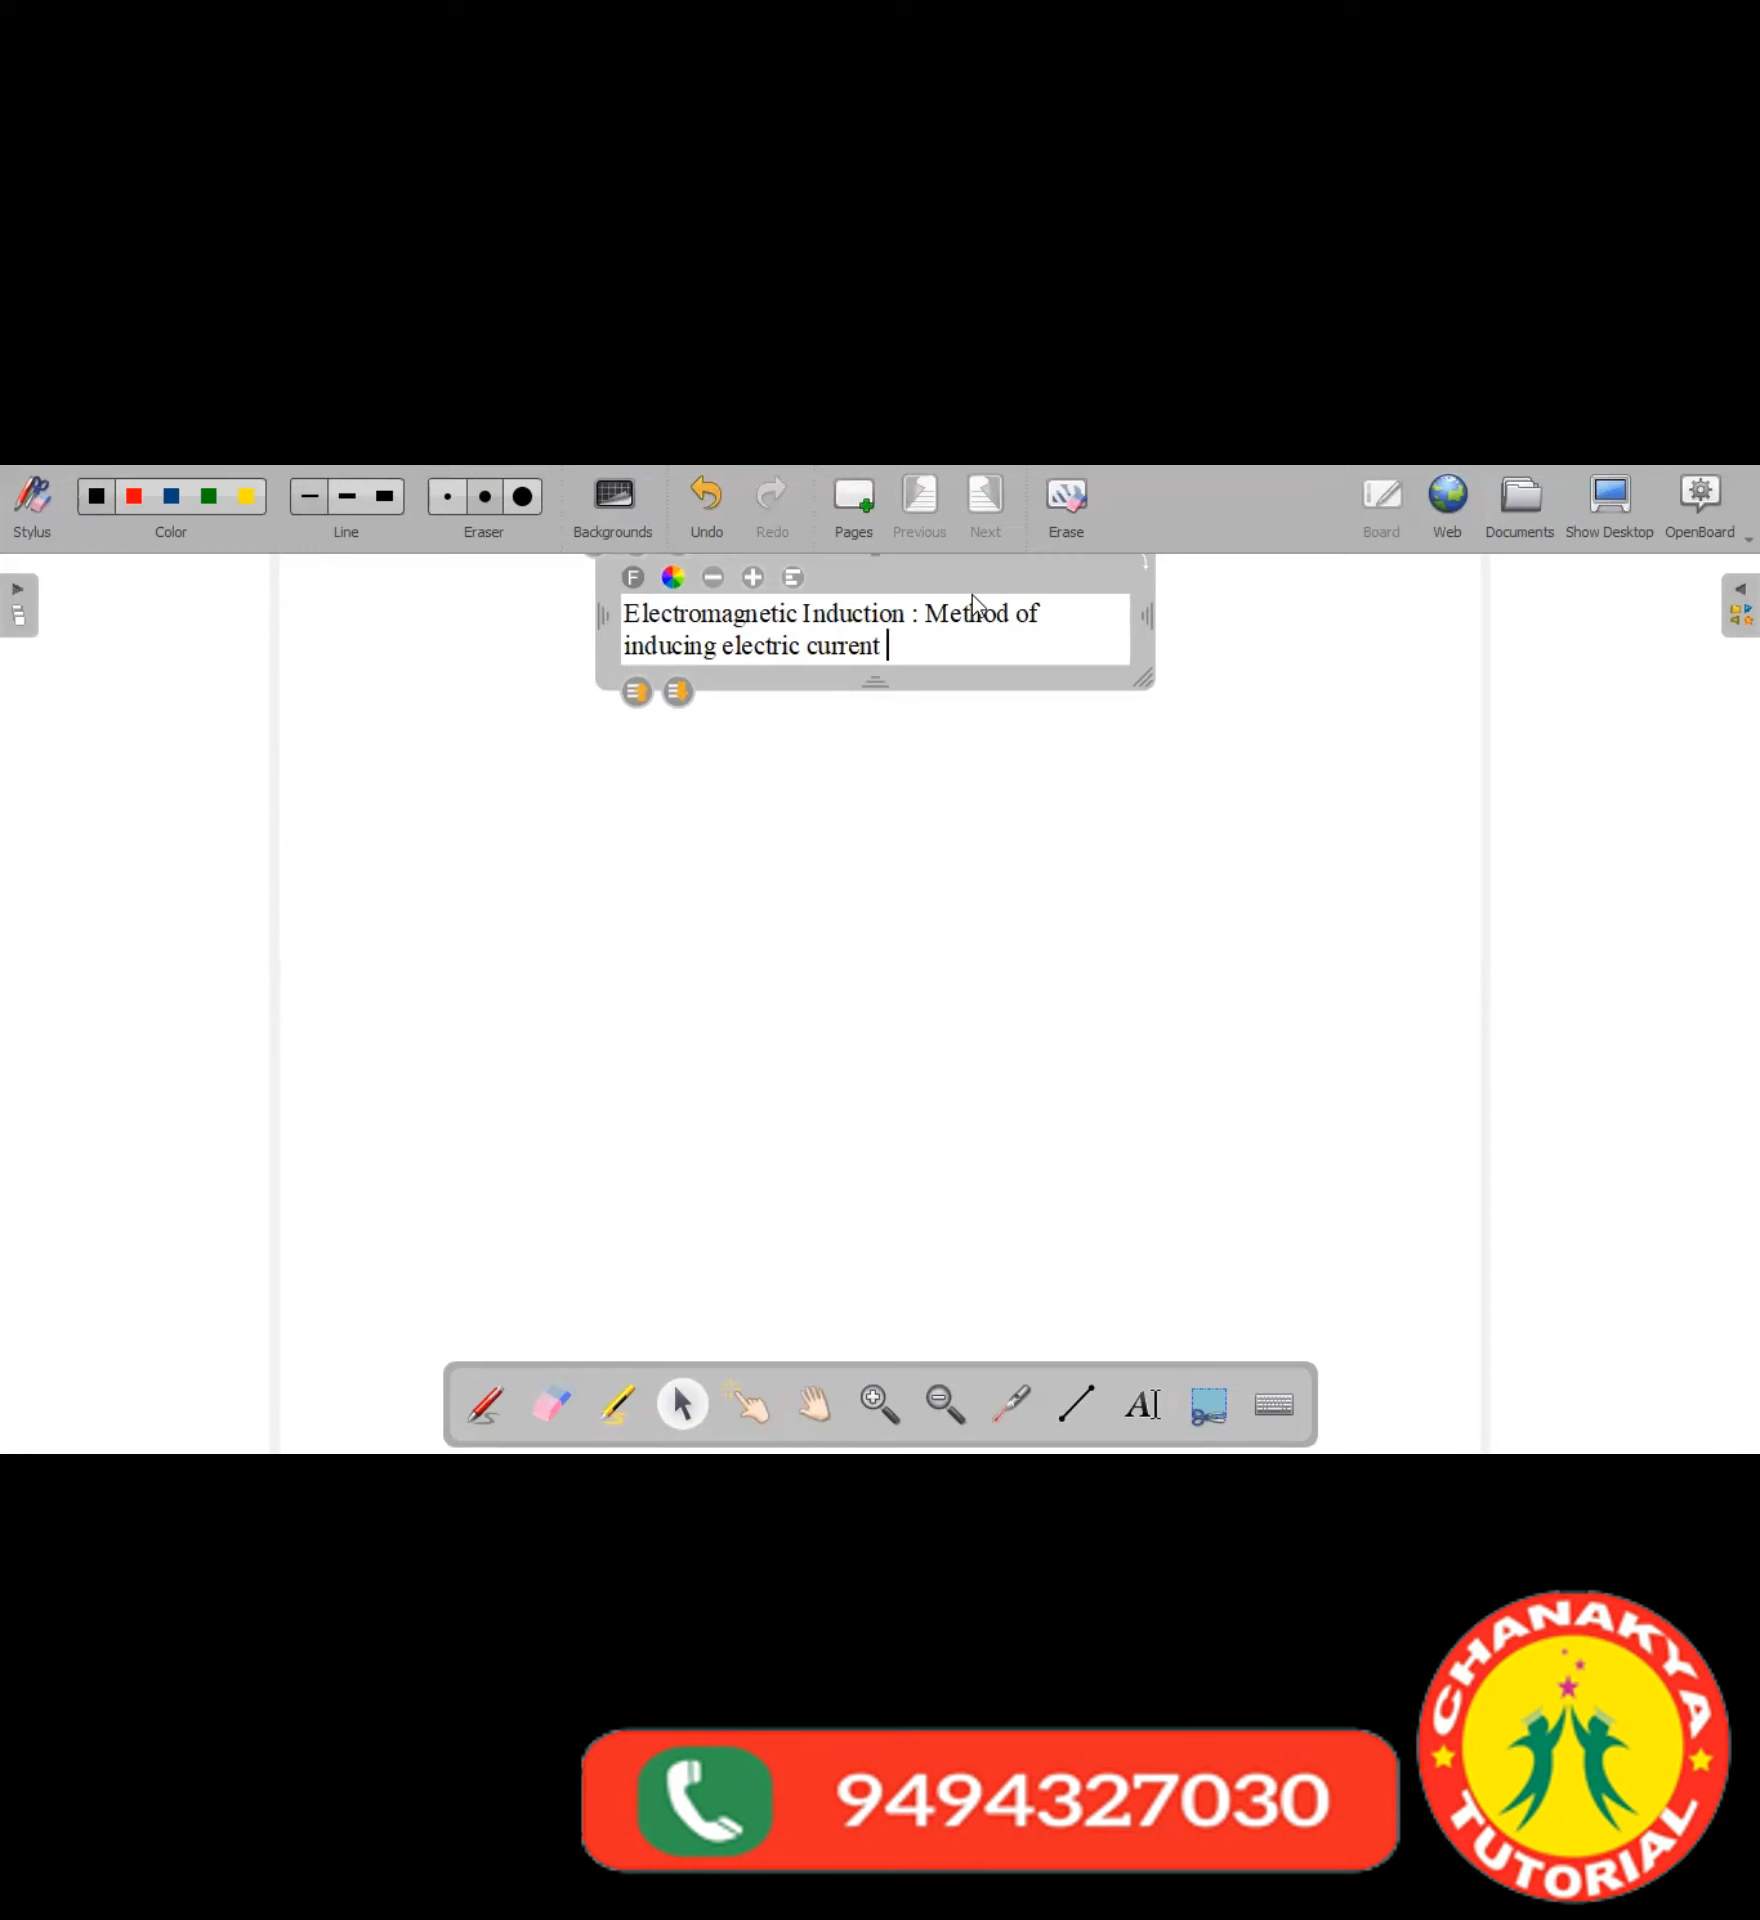 Stylus
Color
Line
Eraser
Backgrounds
Undo
Redo
Pages
Previous
Next
Erase
Board
Web
Documents
Show Desktop
OpenBoard
F
Electromagnetic Induction : Method of
inducing electric current
AI
9494327030
CHANAKYA
TUTORIAL